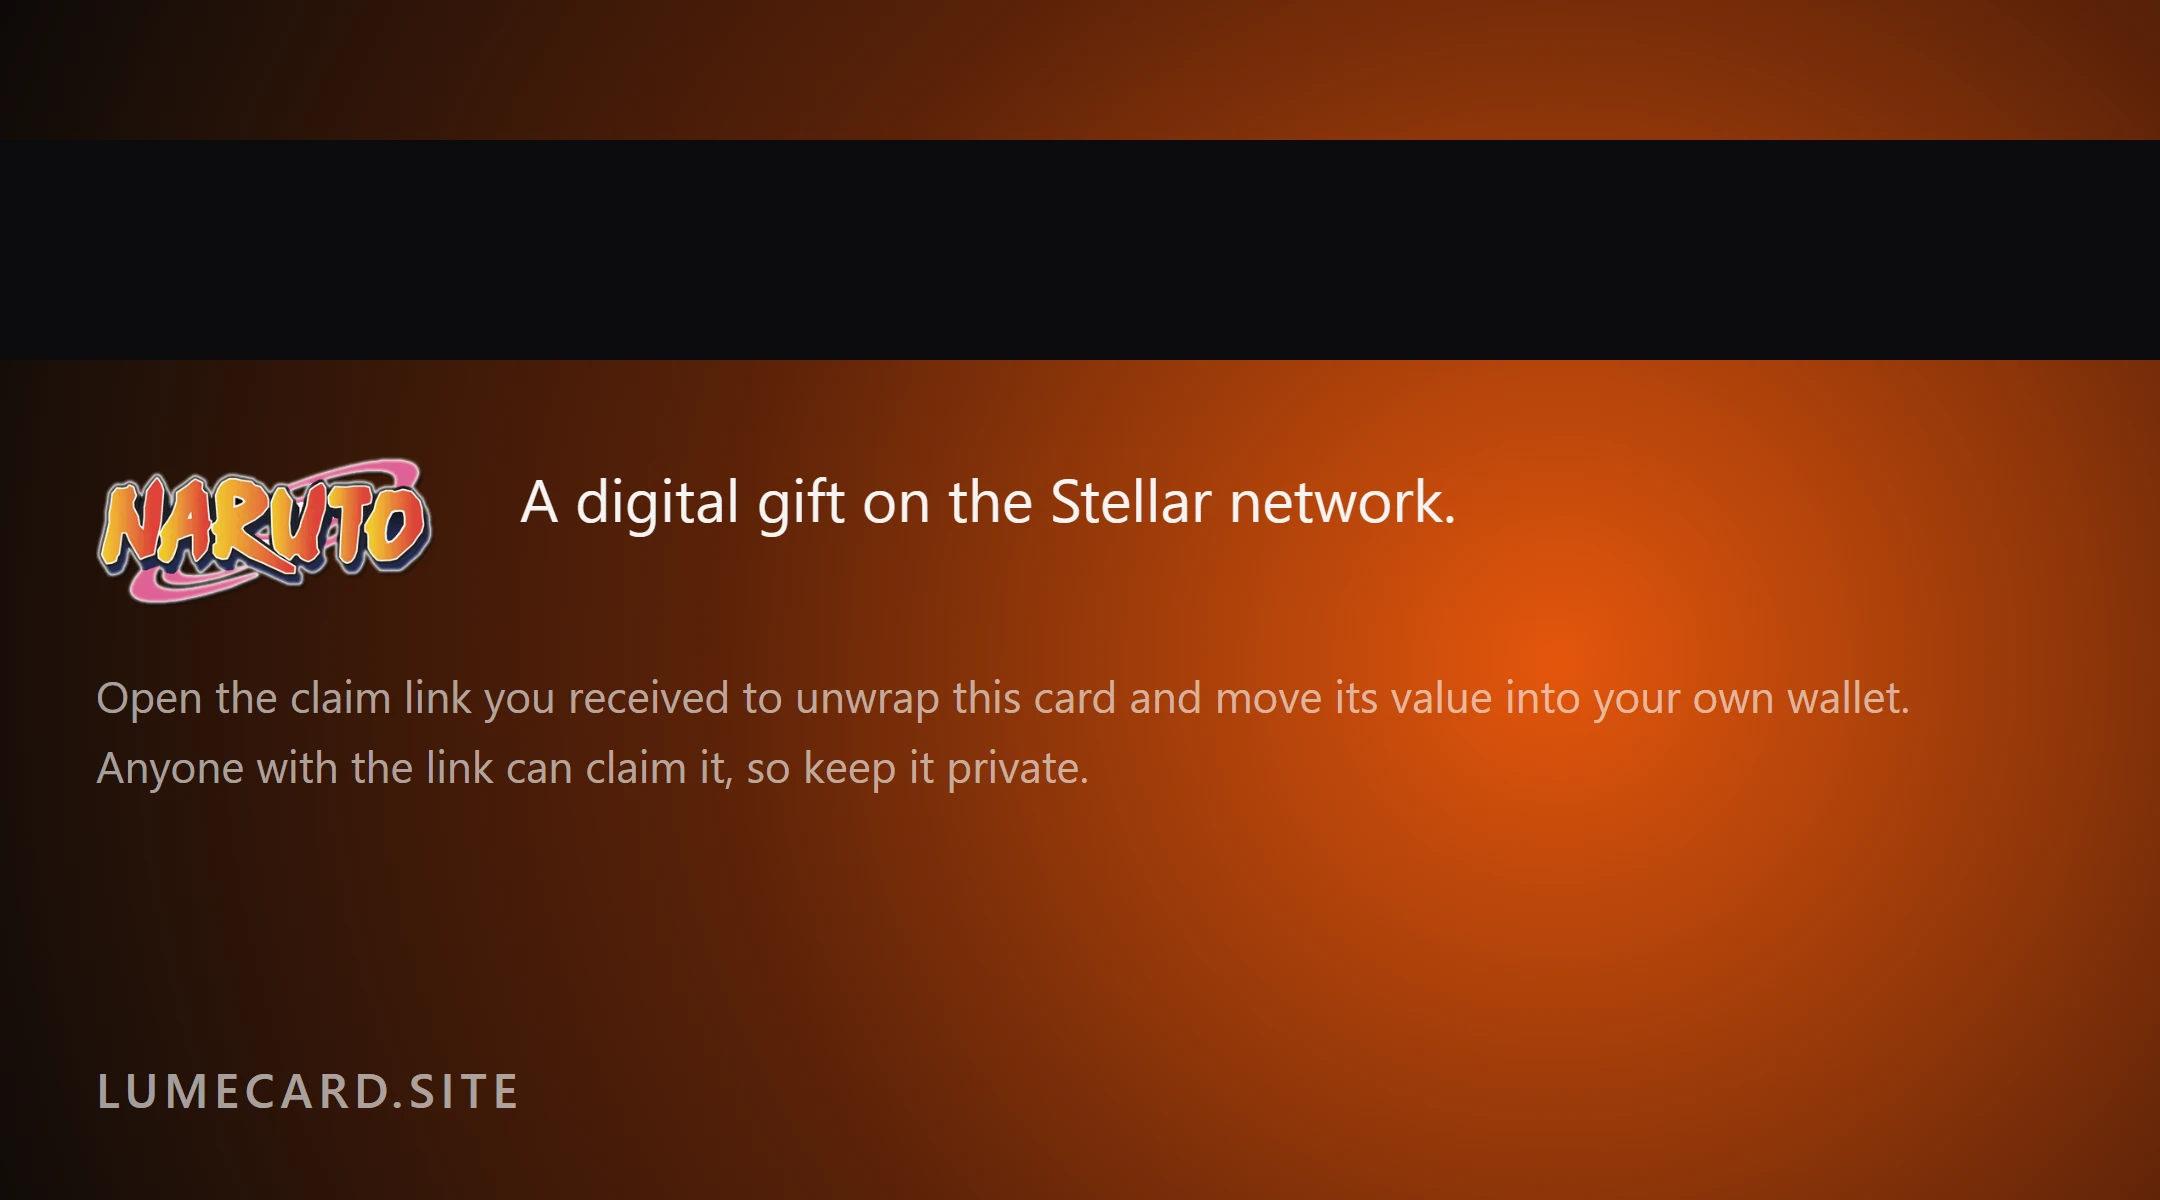 NARUTO
A digital gift on the Stellar network.
Open the claim link you received to unwrap this card and move its value into your own wallet.
Anyone with the link can claim it, so keep it private.
LUMECARD.SITE